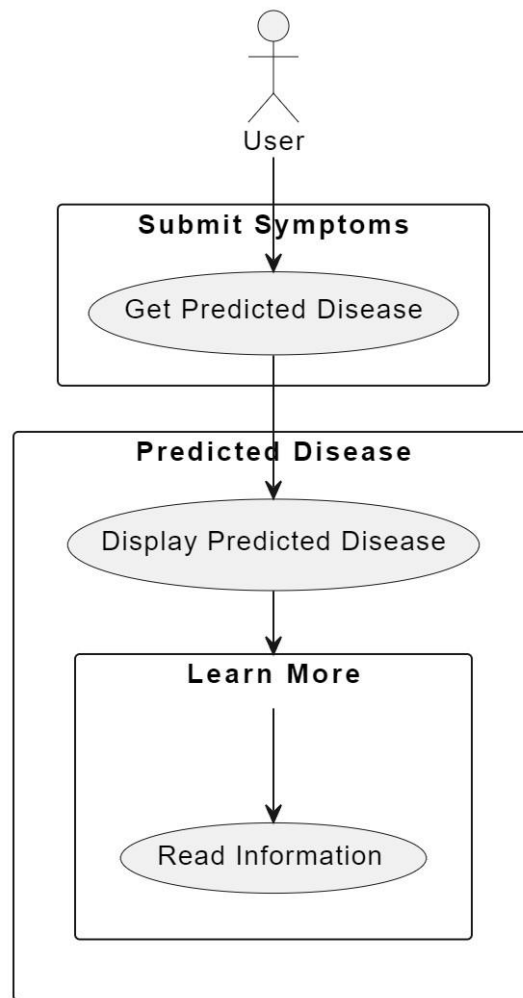 User
Submit Symptoms
Get Predicted Disease
Predicted Disease
Display Predicted Disease
Learn More
Read Information